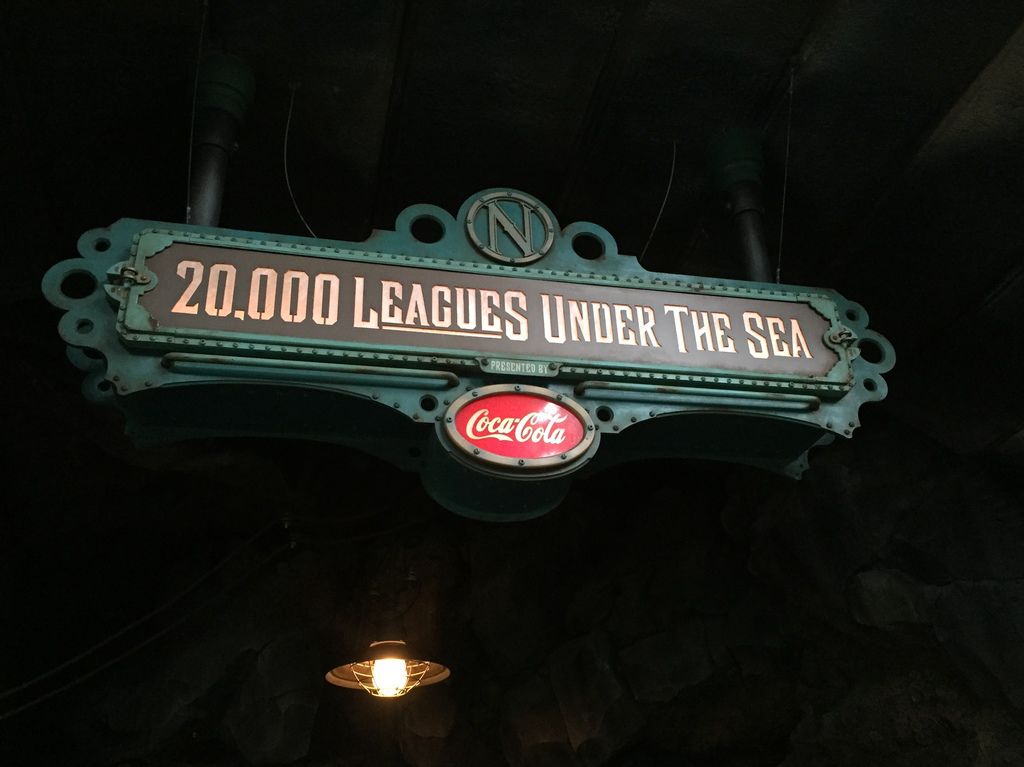 N
20,000 LEAGUES UNDER THE SEA
PRESENTED BY
Coca-Cola